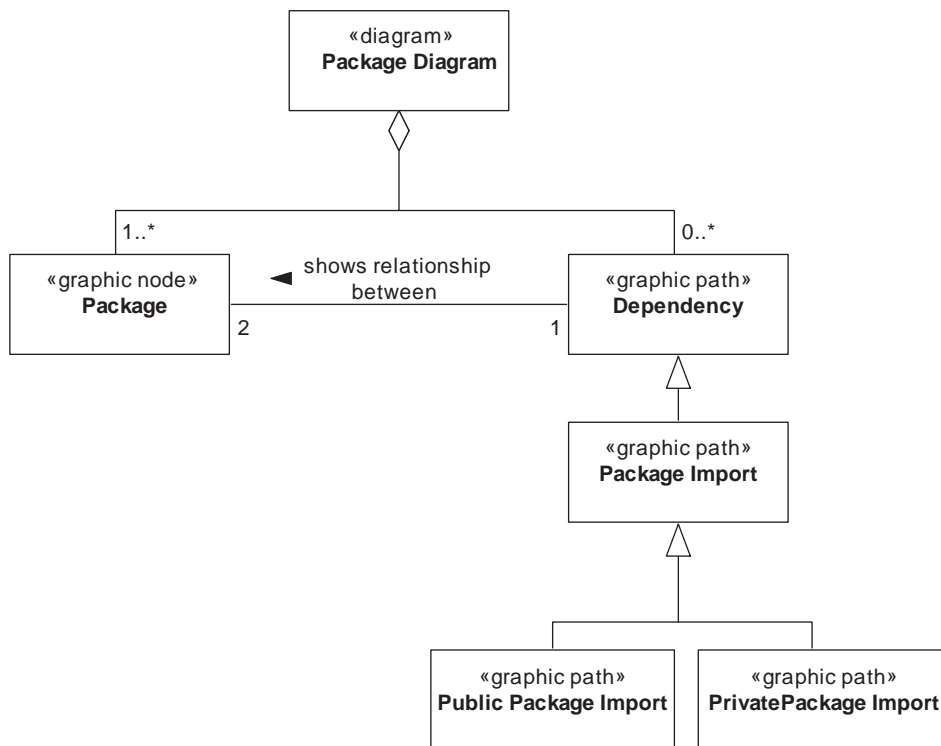 «diagram»
Package Diagram
1..*
0..*
«graphic node»
Package
◄ shows relationship
between
2
1
«graphic path»
Dependency
«graphic path»
Package Import
«graphic path»
Public Package Import
«graphic path»
PrivatePackage Import